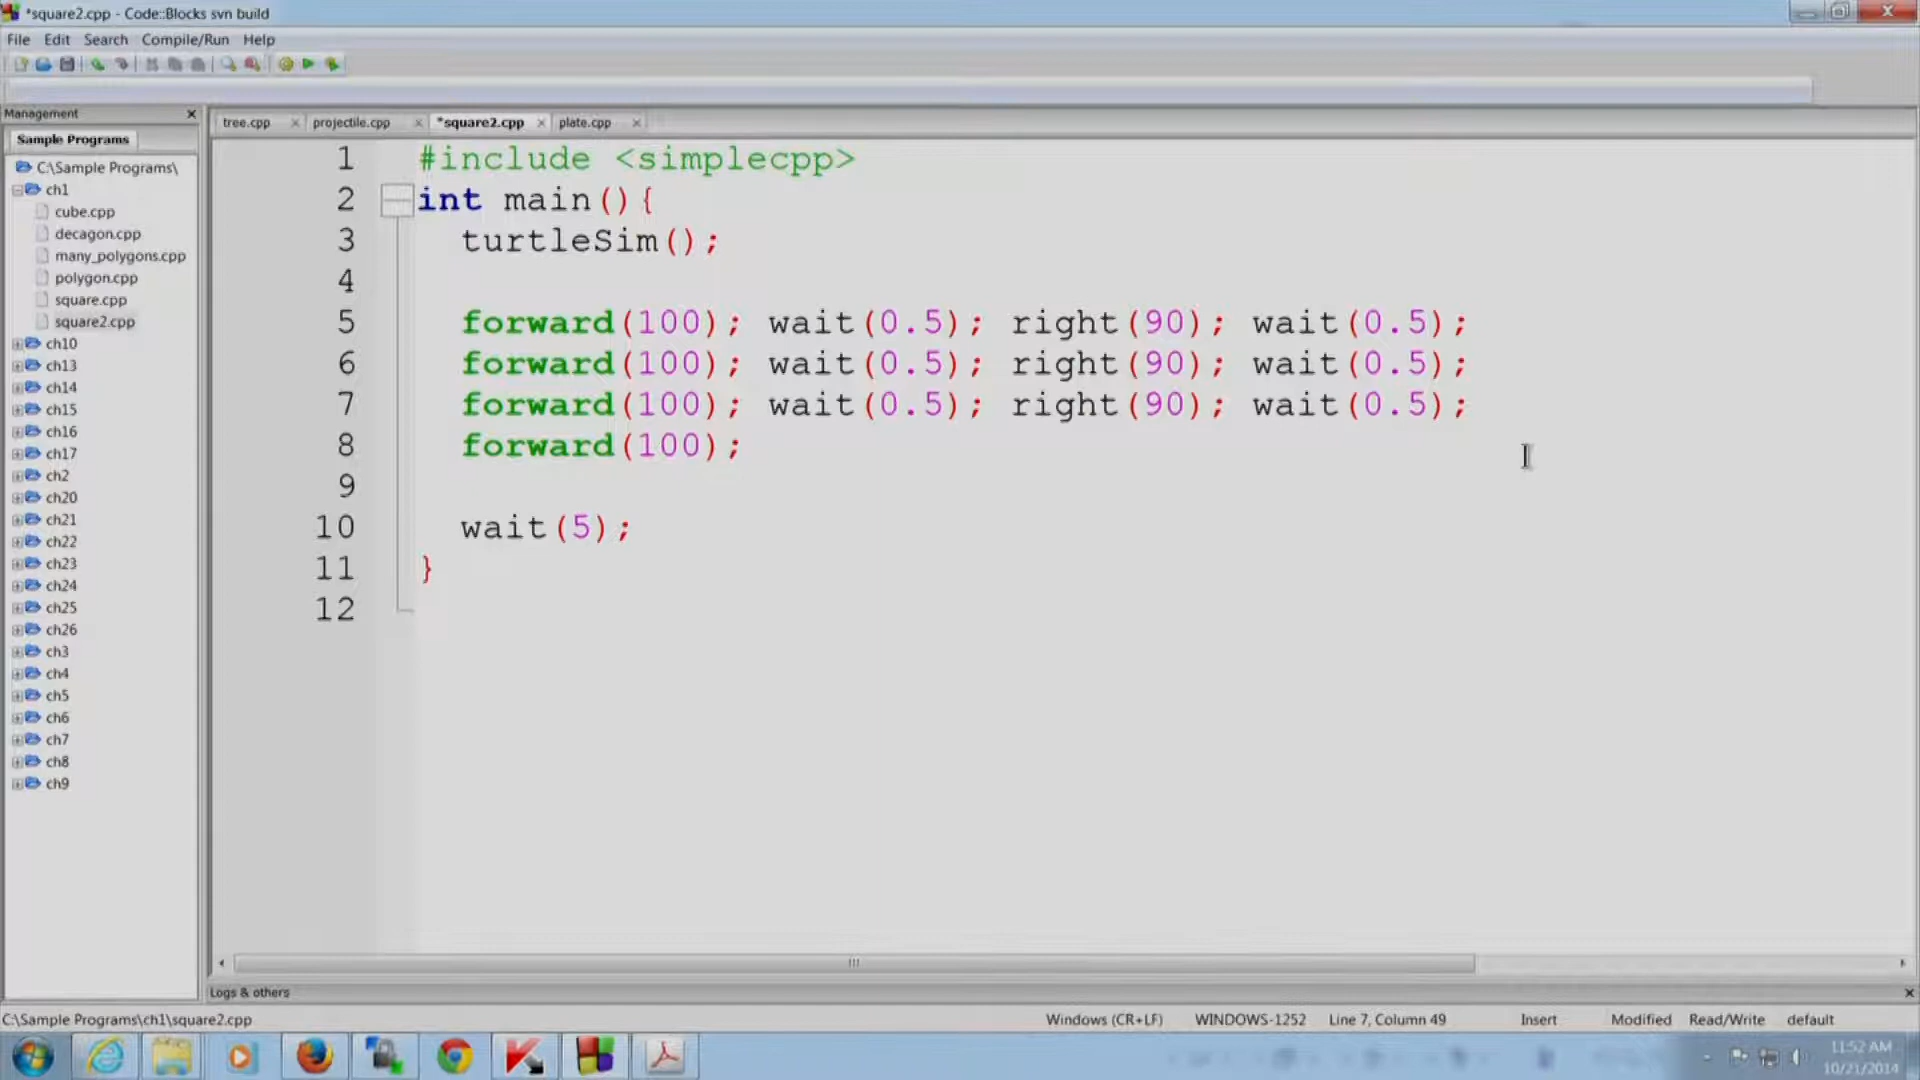 *square2.cpp - Code::Blocks svn build
File Edit Search Compile/Run Help
Management
Sample Programs
C:\Sample Programs\
ch1
cube.cpp
decagon.cpp
many_polygons.cpp
polygon.cpp
square.cpp
square2.cpp
ch10
ch13
ch14
ch15
ch16
ch17
ch2
ch20
ch21
ch22
ch23
ch24
ch25
ch26
ch3
ch4
ch5
ch6
ch7
ch8
ch9
tree.cpp projectile.cpp *square2.cpp plate.cpp
1 #include <simplecpp>
2 int main(){
3 turtleSim();
4
5 forward(100); wait(0.5); right(90); wait(0.5);
6 forward(100); wait(0.5); right(90); wait(0.5);
7 forward(100); wait(0.5); right(90); wait(0.5);
8 forward(100);
9
10 wait(5);
11 }
12
Logs & others
C:\Sample Programs\ch1\square2.cpp Windows (CR+LF) WINDOWS-1252 Line 7, Column 49 Insert Modified Read/Write default
11:52 AM
10/21/2014